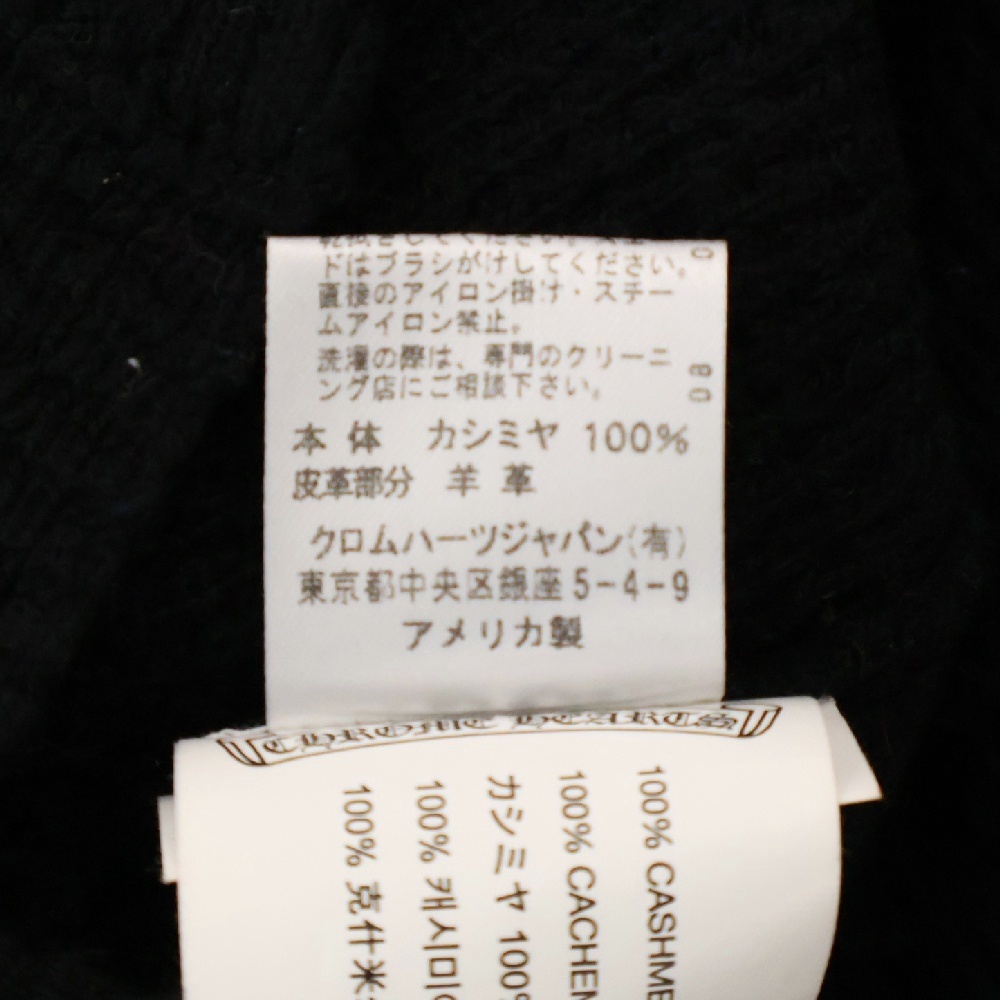 ドはブラシがけしてください。
直後のアイロン掛け・スチー
ムアイロン禁止。
洗濯の際は、専門のクリーニ
ング店にご相談下さい。
08
本 体 カシミヤ 100%
皮革部分 羊 革
クロムハーツジャパン(有)
東京都中央区銀座5-4-9
アメリカ製
CHROME HEARTS
100% CASHME
100% CACHEM
カシミヤ 100%
100% 캐시미
100% 克什米